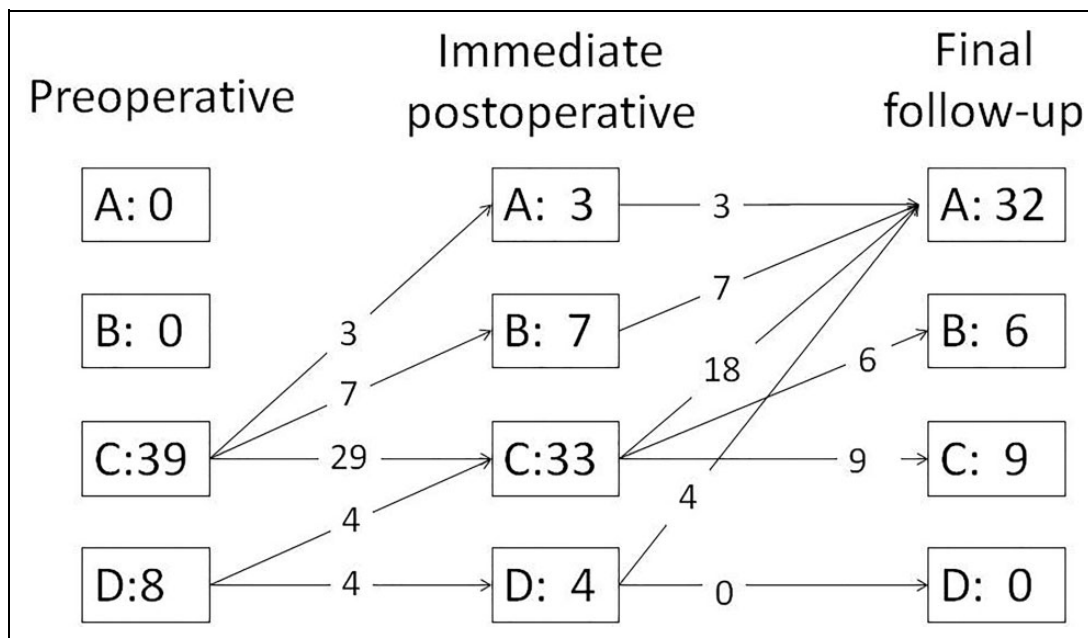 Preoperative
Immediate
postoperative
Final
follow-up
A: 0
A: 3
A: 32
B: 0
B: 7
B: 6
C:39
C:33
C: 9
D:8
D: 4
D: 0
3
7
29
4
4
3
7
18
6
9
4
0